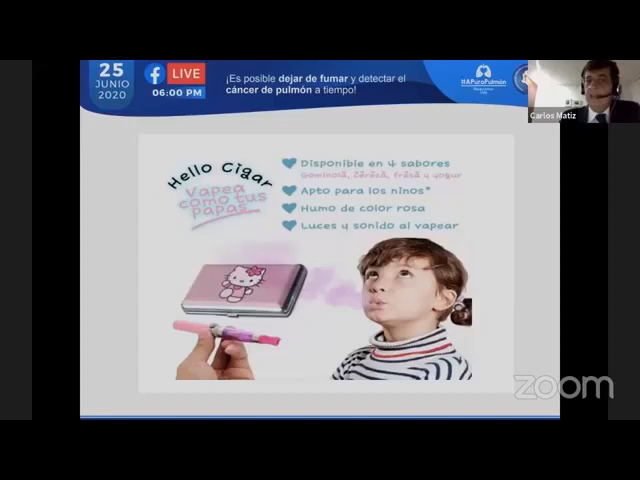 25
JUNIO
2020
f LIVE
06:00 PM
¡Es posible dejar de fumar y detectar el
cáncer de pulmón a tiempo!
#APuroPulmón
Carlos Matiz
Hello Cigar
Vapea
como tus
papas
Disponible en 4 sabores
Gominola, cereza, fresa y yogur
Apto para los ninos*
Humo de color rosa
Luces y sonido al vapear
zoom